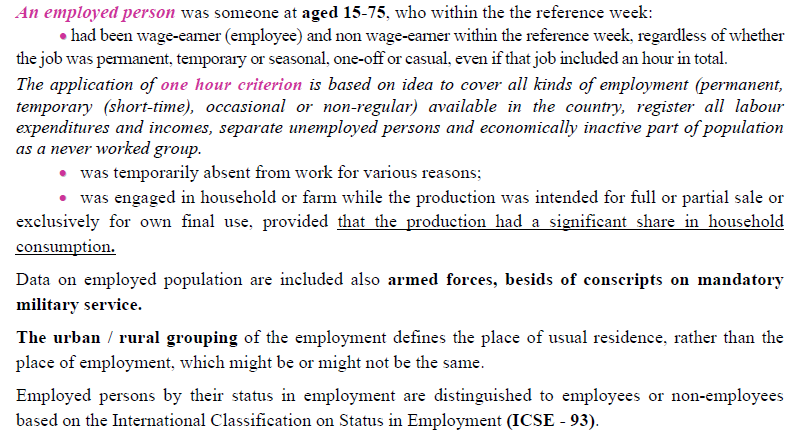 An employed person was someone at aged 15-75, who within the the reference week:
• had been wage-earner (employee) and non wage-earner within the reference week, regardless of whether
the job was permanent, temporary or seasonal, one-off or casual, even if that job included an hour in total.
The application of one hour criterion is based on idea to cover all kinds of employment (permanent,
temporary (short-time), occasional or non-regular) available in the country, register all labour
expenditures and incomes, separate unemployed persons and economically inactive part of population
as a never worked group.
• was temporarily absent from work for various reasons;
• was engaged in household or farm while the production was intended for full or partial sale or
exclusively for own final use, provided that the production had a significant share in household
consumption.
Data on employed population are included also armed forces, besids of conscripts on mandatory
military service.
The urban / rural grouping of the employment defines the place of usual residence, rather than the
place of employment, which might be or might not be the same.
Employed persons by their status in employment are distinguished to employees or non-employees
based on the International Classification on Status in Employment (ICSE - 93).